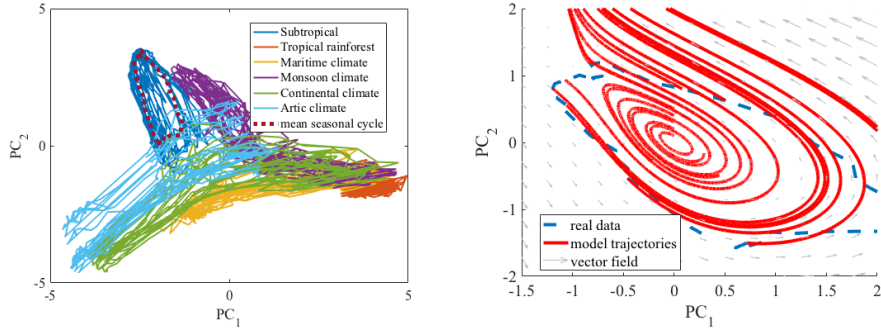 5
0
-5
-5
0
5
PC2
PC1
Subtropical
Tropical rainforest
Maritime climate
Monsoon climate
Continental climate
Artic climate
mean seasonal cycle
2
1
0
-1
-2
-1.5
-1
-0.5
0
0.5
1
1.5
2
PC2
PC1
real data
model trajectories
vector field